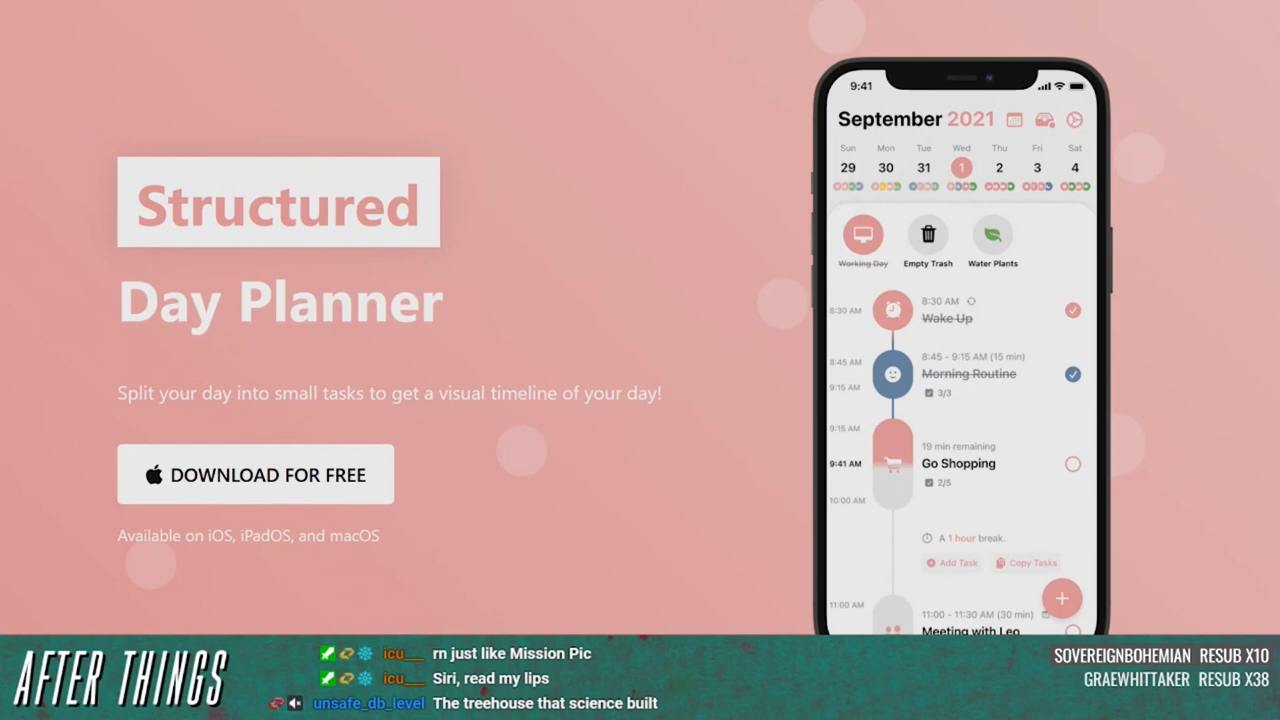 Structured
Day Planner
Split your day into small tasks to get a visual timeline of your day!
DOWNLOAD FOR FREE
Available on iOS, iPadOS, and macOS
9:41
September 2021
Sun Mon Tue Wed Thu Fri Sat
29 30 31 1 2 3 4
Working Day Empty Trash Water Plants
8:30 AM
8:30 AM
Wake Up
8:45 AM
8:45 - 9:15 AM (15 min)
Morning Routine
9:15 AM
3/3
9:15 AM
19 min remaining
9:41 AM
Go Shopping
2/5
10:00 AM
A 1 hour break.
Add Task Copy Tasks
11:00 AM
11:00 - 11:30 AM (30 min)
Meeting with Leo
AFTER THINGS
icu__ rn just like Mission Pic
icu__ Siri, read my lips
unsafe_db_level The treehouse that science built
SOVEREIGNBOHEMIAN RESUB X10
GRAEWHITTAKER RESUB X38